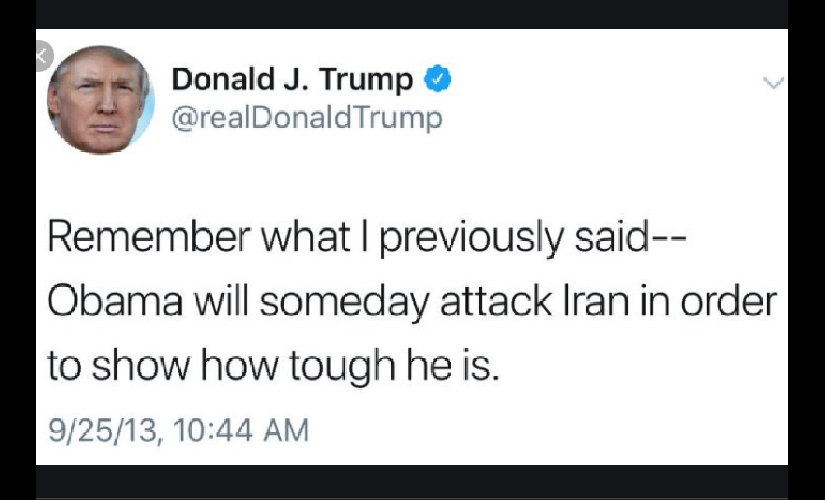 Donald J. Trump
@realDonaldTrump
Remember what I previously said--
Obama will someday attack Iran in order
to show how tough he is.
9/25/13, 10:44 AM